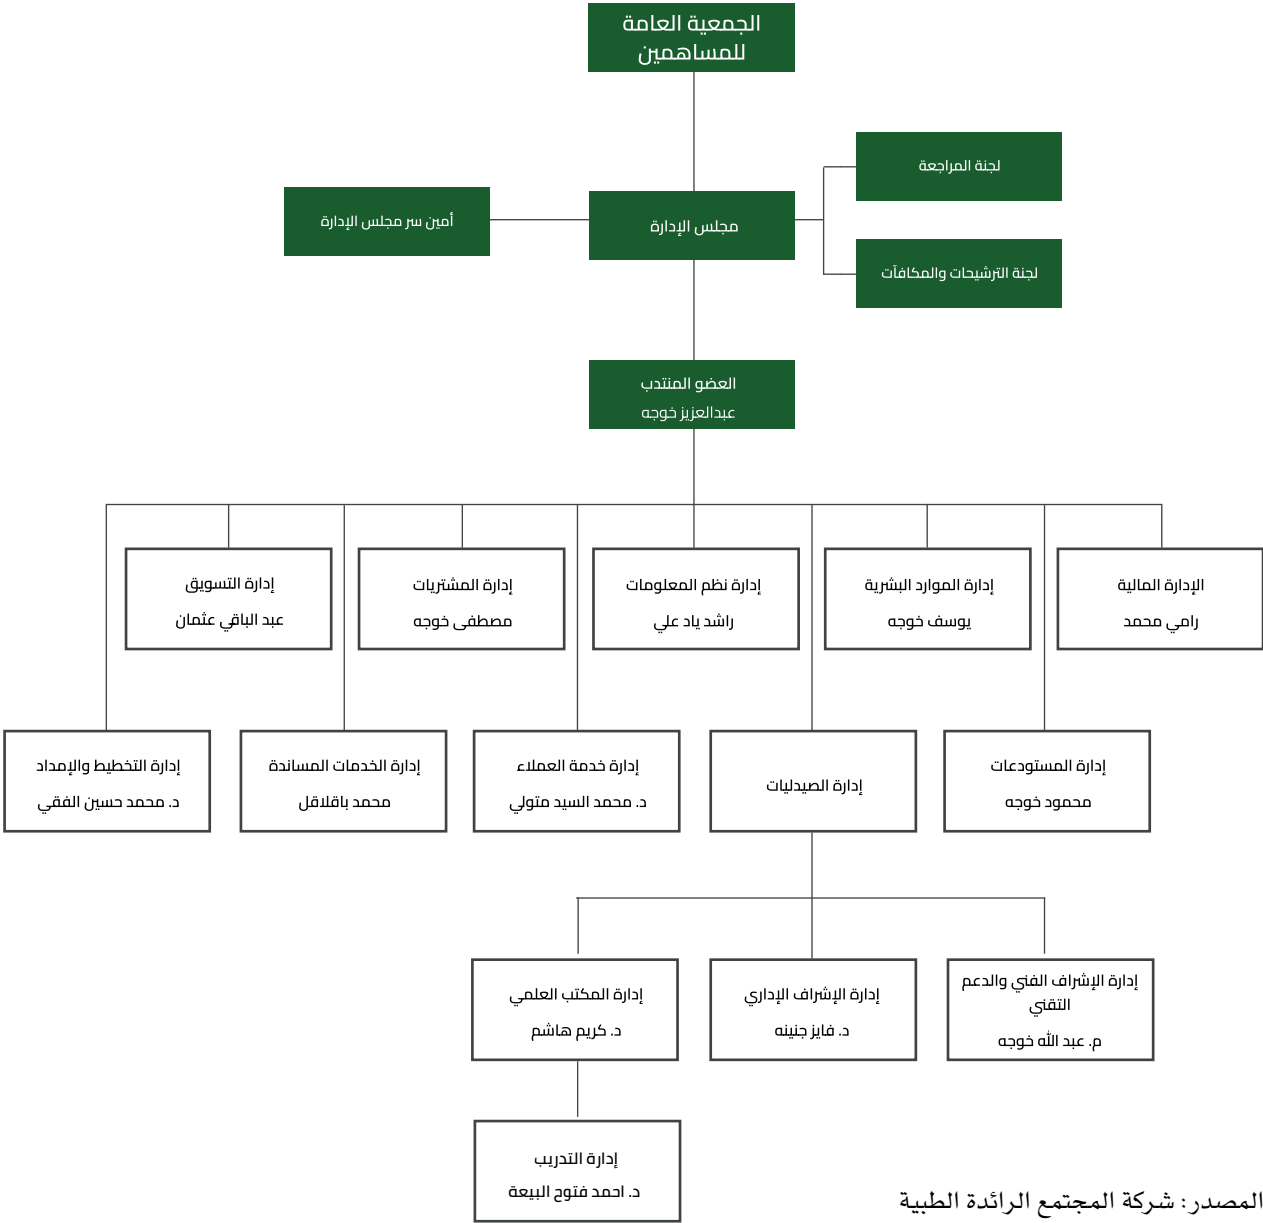 الجمعية العامة
للمساهمين
لجنة المراجعة
مجلس الإدارة
أمين سر مجلس الإدارة
لجنة الترشيحات والمكافآت
العضو المنتدب
عبدالعزيز خوجه
الإدارة المالية
رامي محمد
إدارة الموارد البشرية
يوسف خوجه
إدارة نظم المعلومات
راشد ياد علي
إدارة المشتريات
مصطفى خوجه
إدارة التسويق
عبد الباقي عثمان
إدارة المستودعات
محمود خوجه
إدارة الصيدليات
إدارة خدمة العملاء
د. محمد السيد متولي
إدارة الخدمات المساندة
محمد باقلاقل
إدارة التخطيط والإمداد
د. محمد حسين الفقي
إدارة الإشراف الفني والدعم
التقني
م. عبد الله خوجه
إدارة الإشراف الإداري
د. فايز جنينه
إدارة المكتب العلمي
د. كريم هاشم
إدارة التدريب
د. احمد فتوح البيعة
المصدر: شركة المجتمع الرائدة الطبية